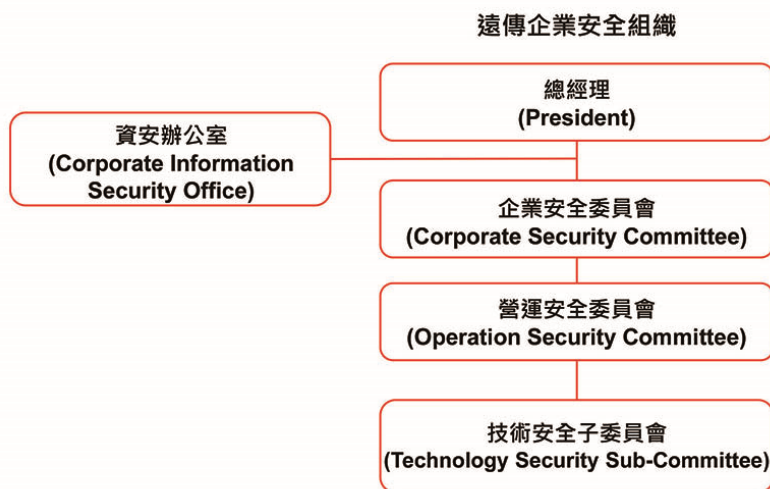 遠傳企業安全組織
總經理
(President)
資安辦公室
(Corporate Information
Security Office)
企業安全委員會
(Corporate Security Committee)
營運安全委員會
(Operation Security Committee)
技術安全子委員會
(Technology Security Sub-Committee)